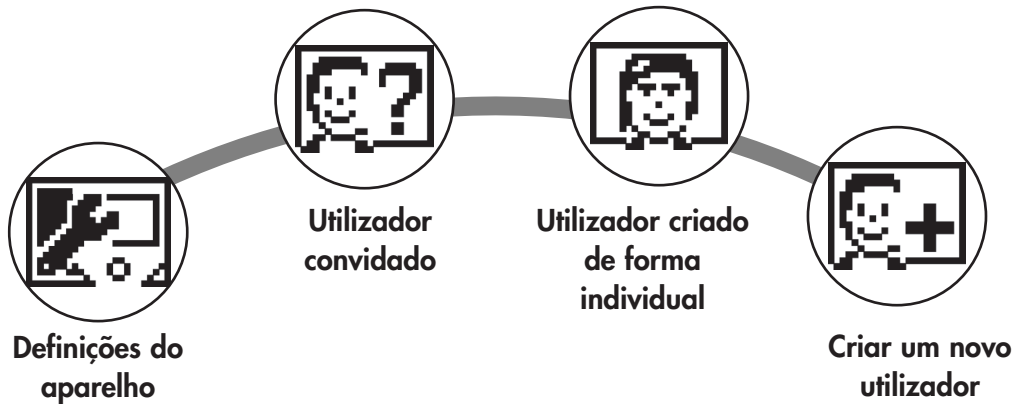 Definições do
aparelho
Utilizador
convidado
Utilizador criado
de forma
individual
Criar um novo
utilizador